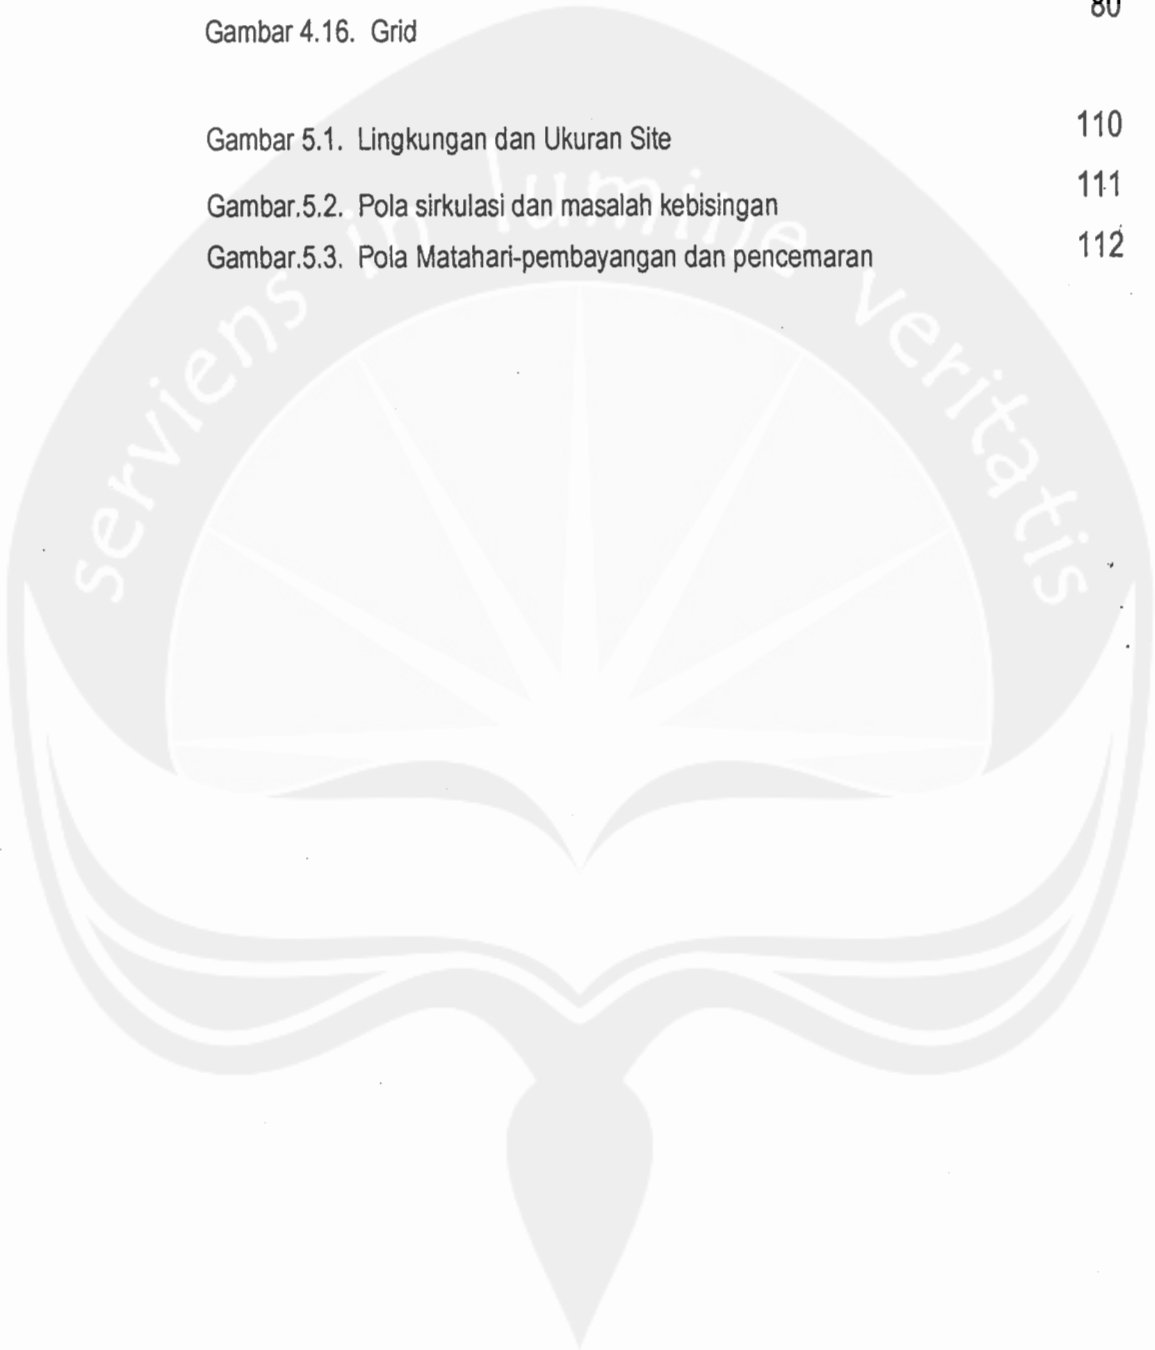 Gambar 4.16. Grid 80
Gambar 5.1. Lingkungan dan Ukuran Site 110
Gambar.5.2. Pola sirkulasi dan masalah kebisingan 111
Gambar.5.3. Pola Matahari-pembayangan dan pencemaran 112
serviens in lumine veritatis